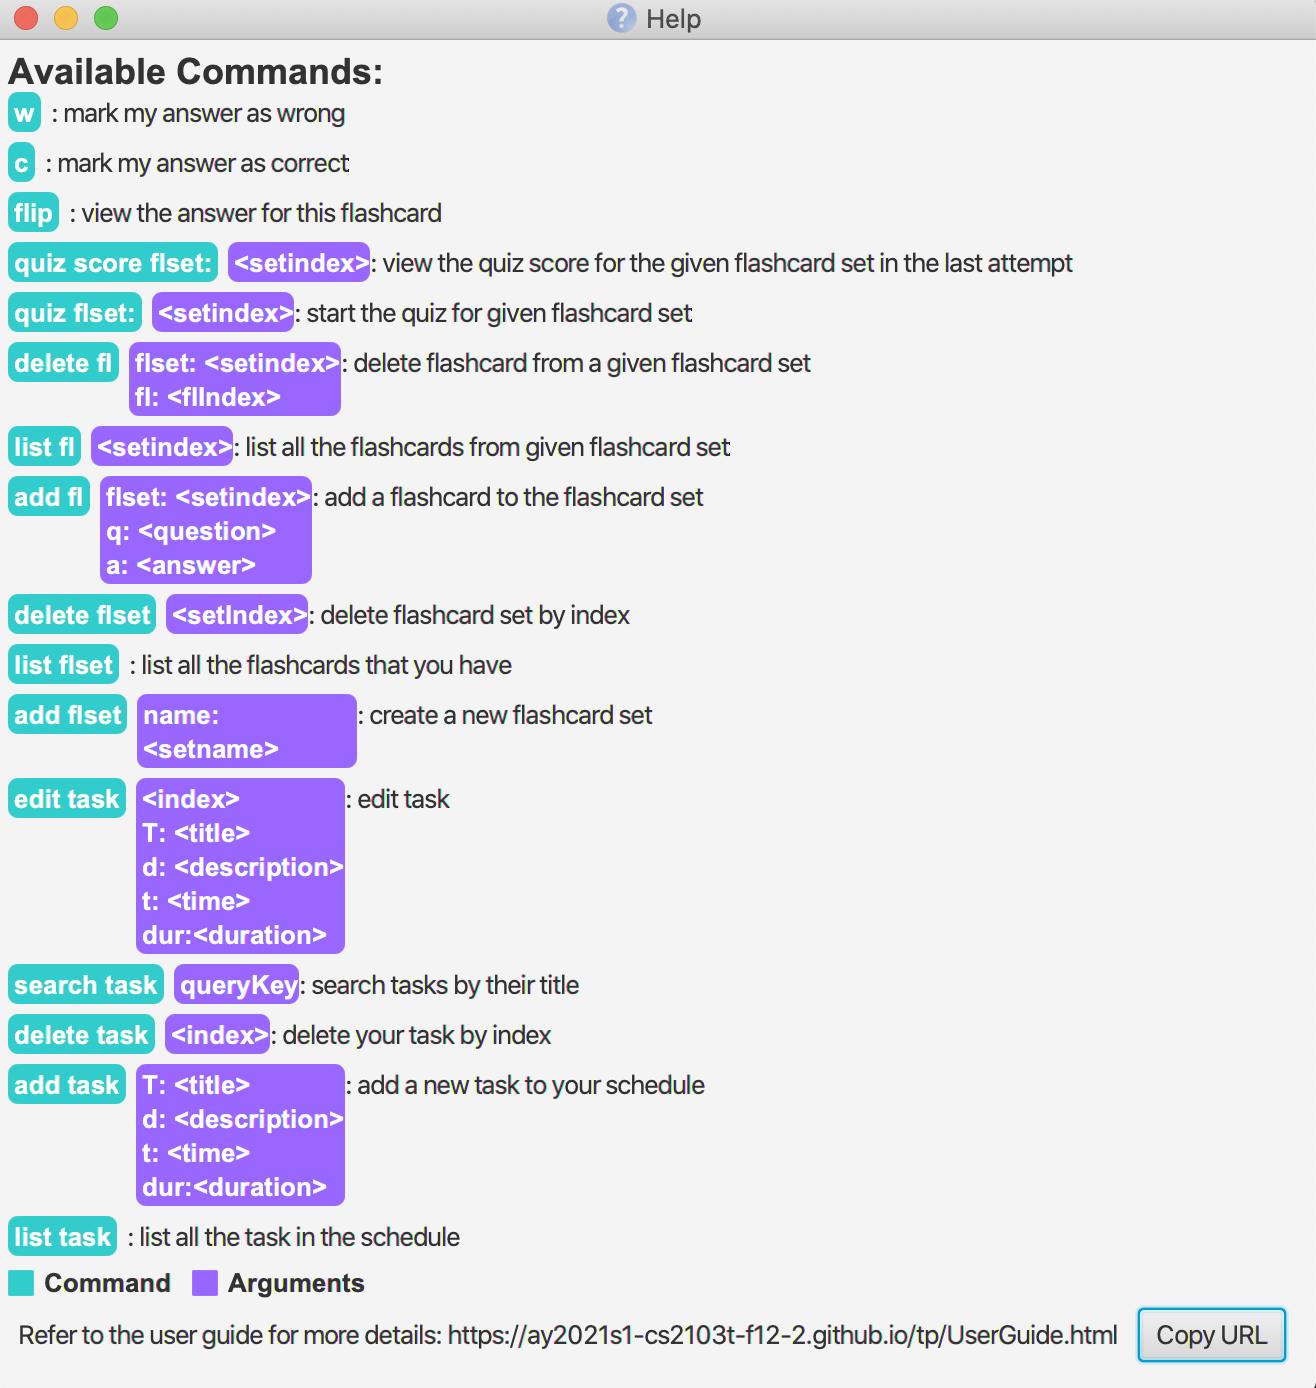 ? Help
Available Commands:
w : mark my answer as wrong
c : mark my answer as correct
flip : view the answer for this flashcard
quiz score flset: <setindex>: view the quiz score for the given flashcard set in the last attempt
quiz flset: <setindex>: start the quiz for given flashcard set
delete fl flset: <setindex>: delete flashcard from a given flashcard set
fl: <flIndex>
list fl <setindex>: list all the flashcards from given flashcard set
add fl flset: <setindex>: add a flashcard to the flashcard set
q: <question>
a: <answer>
delete flset <setIndex>: delete flashcard set by index
list flset : list all the flashcards that you have
add flset name: : create a new flashcard set
<setname>
edit task <index> : edit task
T: <title>
d: <description>
t: <time>
dur:<duration>
search task queryKey: search tasks by their title
delete task <index>: delete your task by index
add task T: <title> : add a new task to your schedule
d: <description>
t: <time>
dur:<duration>
list task : list all the task in the schedule
Command Arguments
Refer to the user guide for more details: https://ay2021s1-cs2103t-f12-2.github.io/tp/UserGuide.html Copy URL